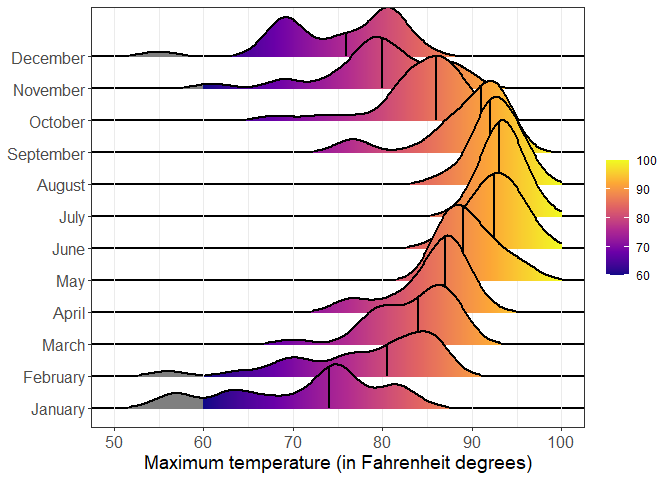 December
November
October
September
August
July
June
May
April
March
February
January
50 60 70 80 90 100
Maximum temperature (in Fahrenheit degrees)
100
90
80
70
60